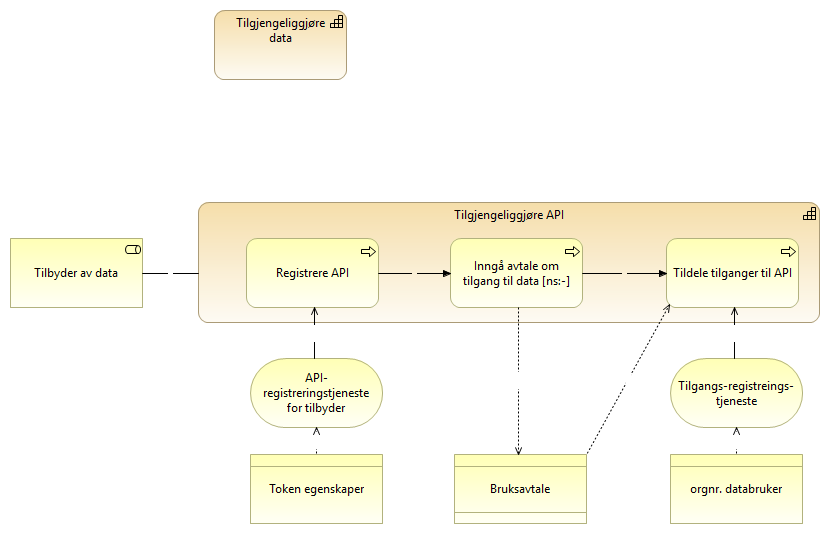 Tilgjengeliggjøre
data
Tilgjengeliggjøre API
Tilbyder av data
Registrere API
Inngå avtale om
tilgang til data [ns:-]
Tildele tilganger til API
API-
registreringstjeneste
for tilbyder
Tilgangs-registreings-
tjeneste
Token egenskaper
Bruksavtale
orgnr. databruker